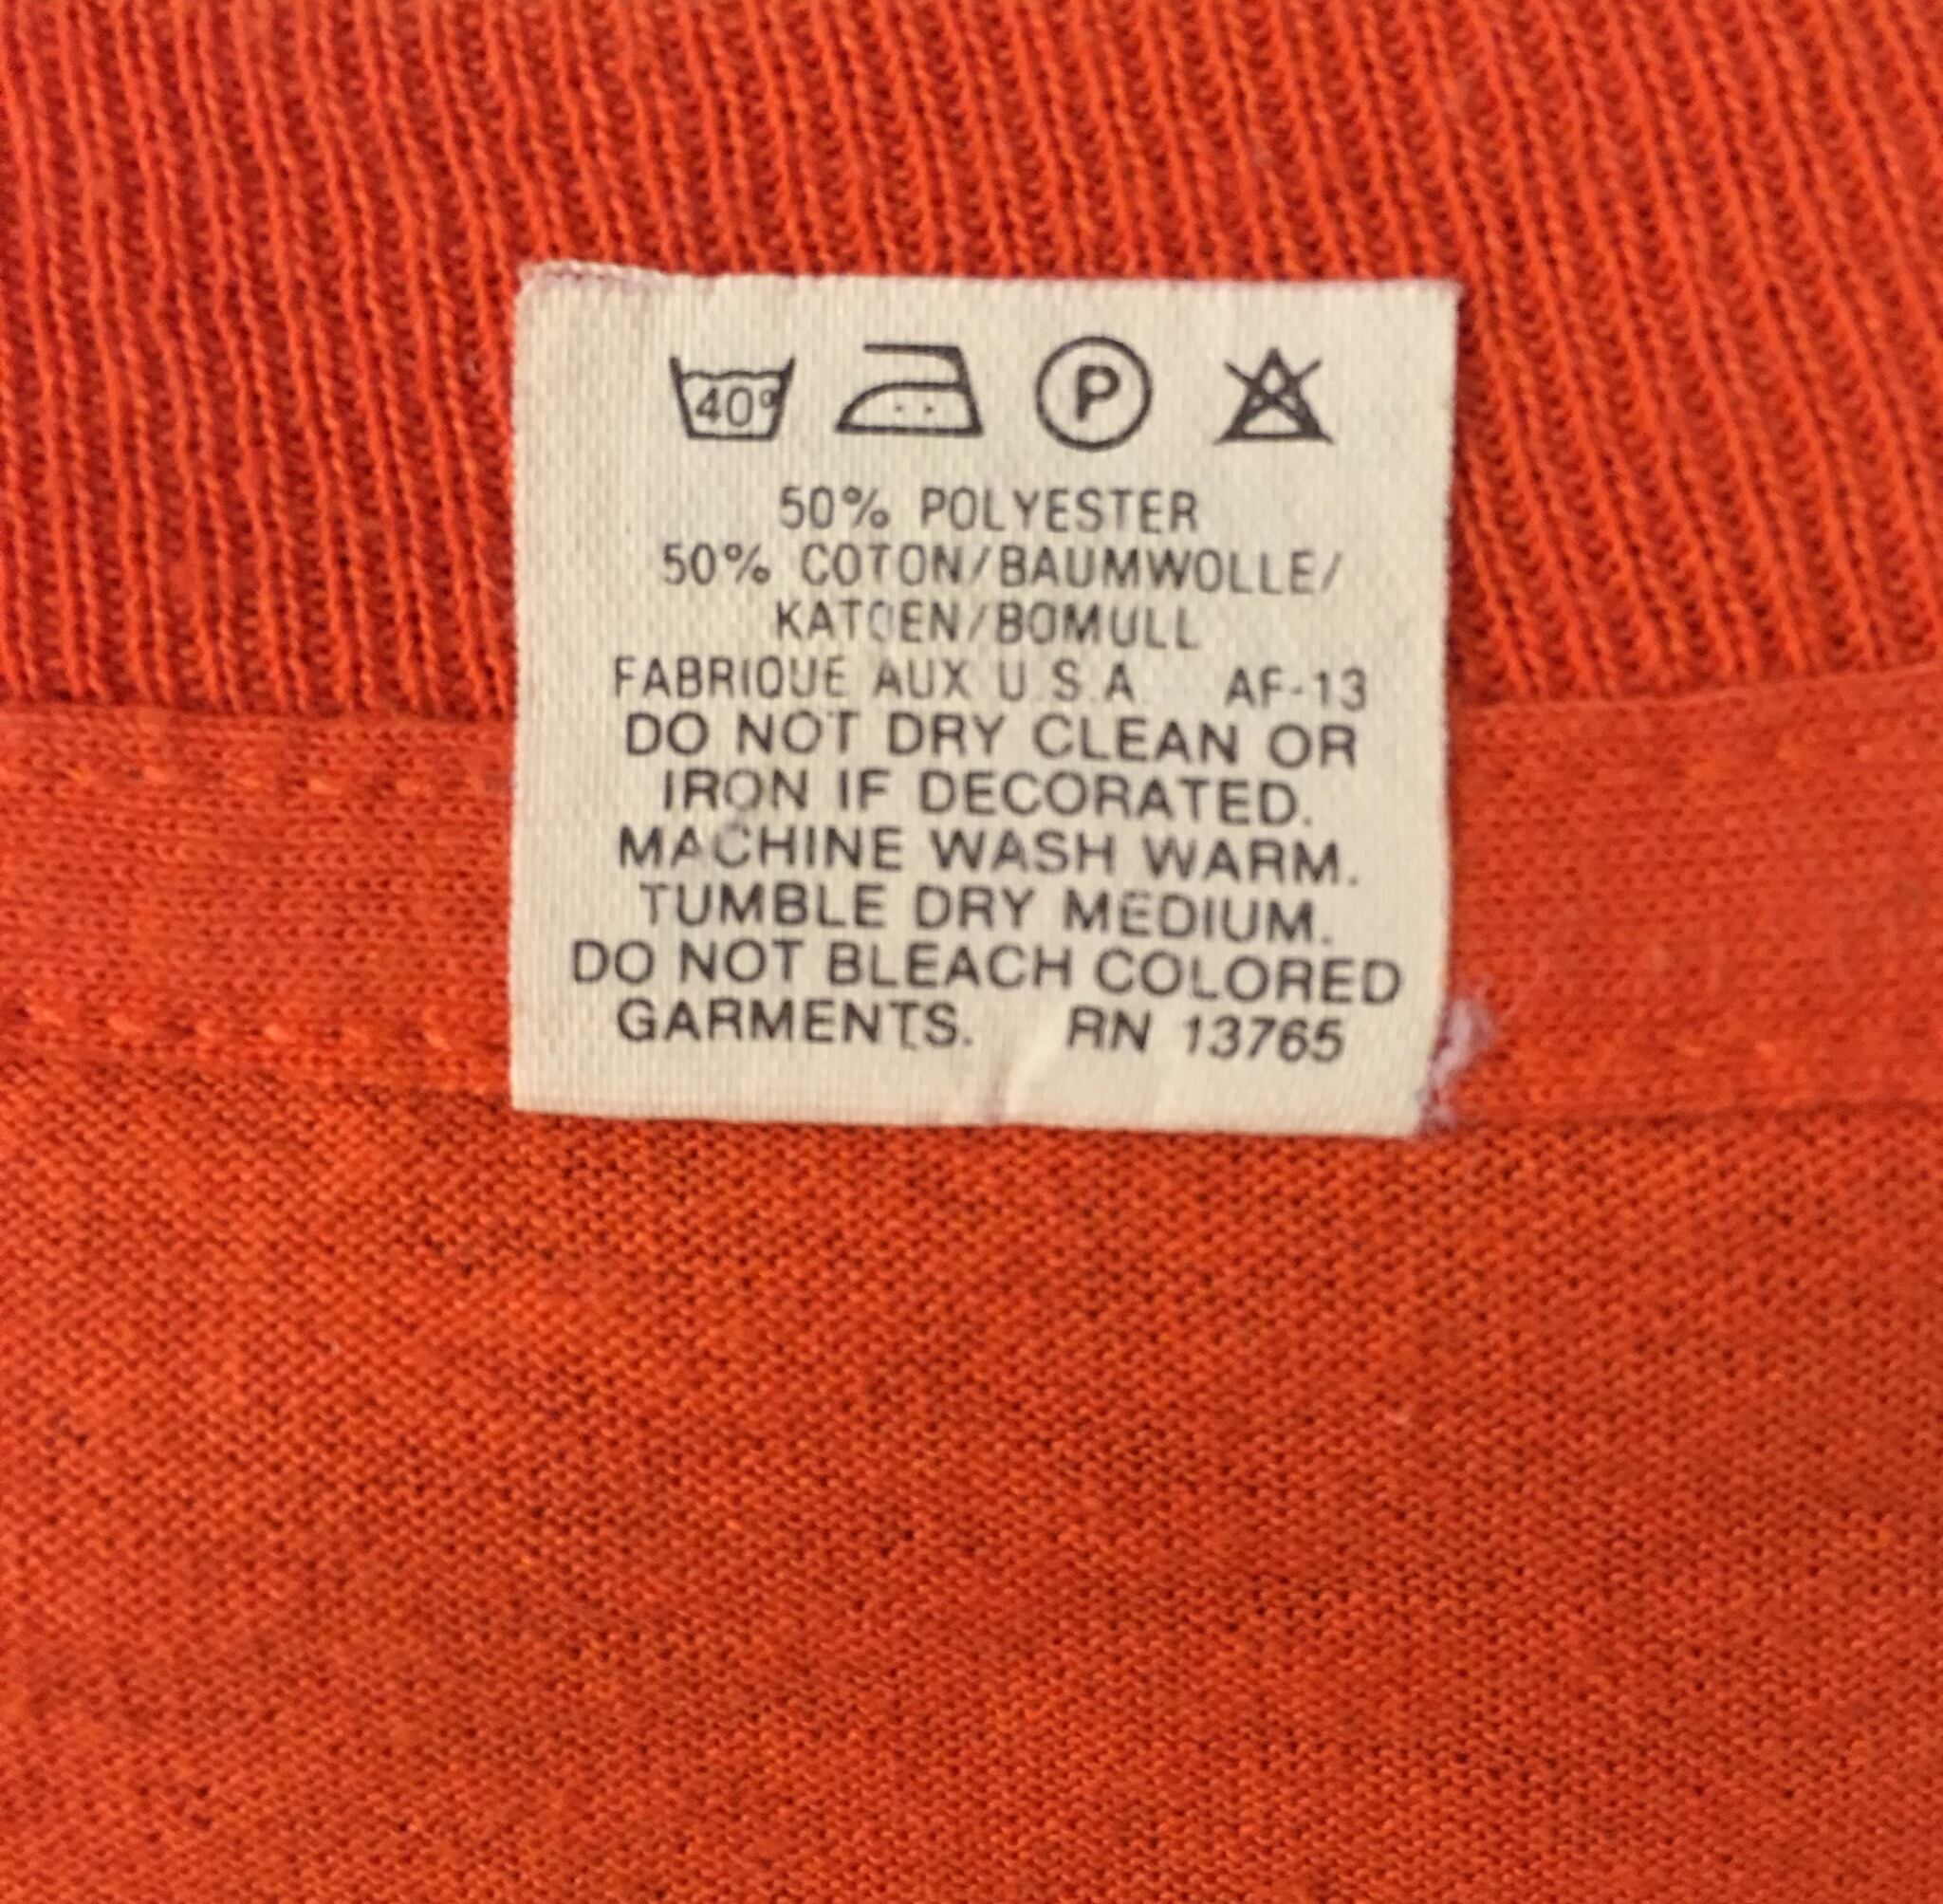 40°
P
50% POLYESTER
50% COTON/BAUMWOLLE/
KATOEN/BOMULL
FABRIQUE AUX U.S.A AF-13
DO NOT DRY CLEAN OR
IRON IF DECORATED.
MACHINE WASH WARM.
TUMBLE DRY MEDIUM.
DO NOT BLEACH COLORED
GARMENTS. RN 13765